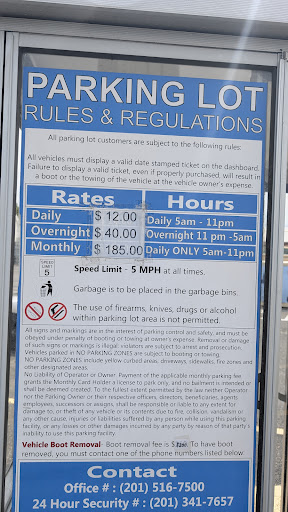 PARKING LOT
RULES & REGULATIONS
All parking lot customers are subject to the following rules:
All vehicles must display a valid date stamped ticket on the dashboard.
Failure to display a valid ticket, even if properly purchased, will result in
a boot or the towing of the vehicle at the vehicle owner's expense.
Rates Hours
Daily $ 12.00 Daily 5am - 11pm
Overnight $ 40.00 Overnight 11 pm -5am
Monthly $ 185.00 Daily ONLY 5am-11pm
SPEED
LIMIT
5
Speed Limit - 5 MPH at all times.
Garbage is to be placed in the garbage bins.
The use of firearms, knives, drugs or alcohol
within parking lot area is not permitted.
All signs and markings are in the interest of parking control and safety, and must be
obeyed under penalty of booting or towing at owner's expense. Removal or
damage of such signs or markings is illegal; violators are subject to arrest and prosecution.
Vehicles parked in NO PARKING ZONES are subject to booting or towing.
NO PARKING ZONES include yellow curbed areas, driveways, sidewalks, fire zones and
other designated areas.
No Liability of Operator or Owner: Payment of the applicable monthly parking fee
grants the Monthly Card Holder a license to park only, and no bailment is intended or
shall be deemed created. To the fullest extent permitted by the law neither Operator
nor the Parking Owner or their respective officers, directors, beneficiaries, agents
employees, successors or assigns, shall be responsible or liable to any extent for
damage to, or theft of any vehicle or its contents due to fire, collision, vandalism or
any other cause, injuries or liabilities suffered by any person while using this parking
facility, or any losses or other damages incurred by any party by reason of that party's
inability to use this parking facility.
Vehicle Boot Removal- Boot removal fee is $ To have boot
removed, you must contact one of the phone numbers listed below
Contact
Office # : (201) 516-7500
24 Hour Security # : (201) 341-7657